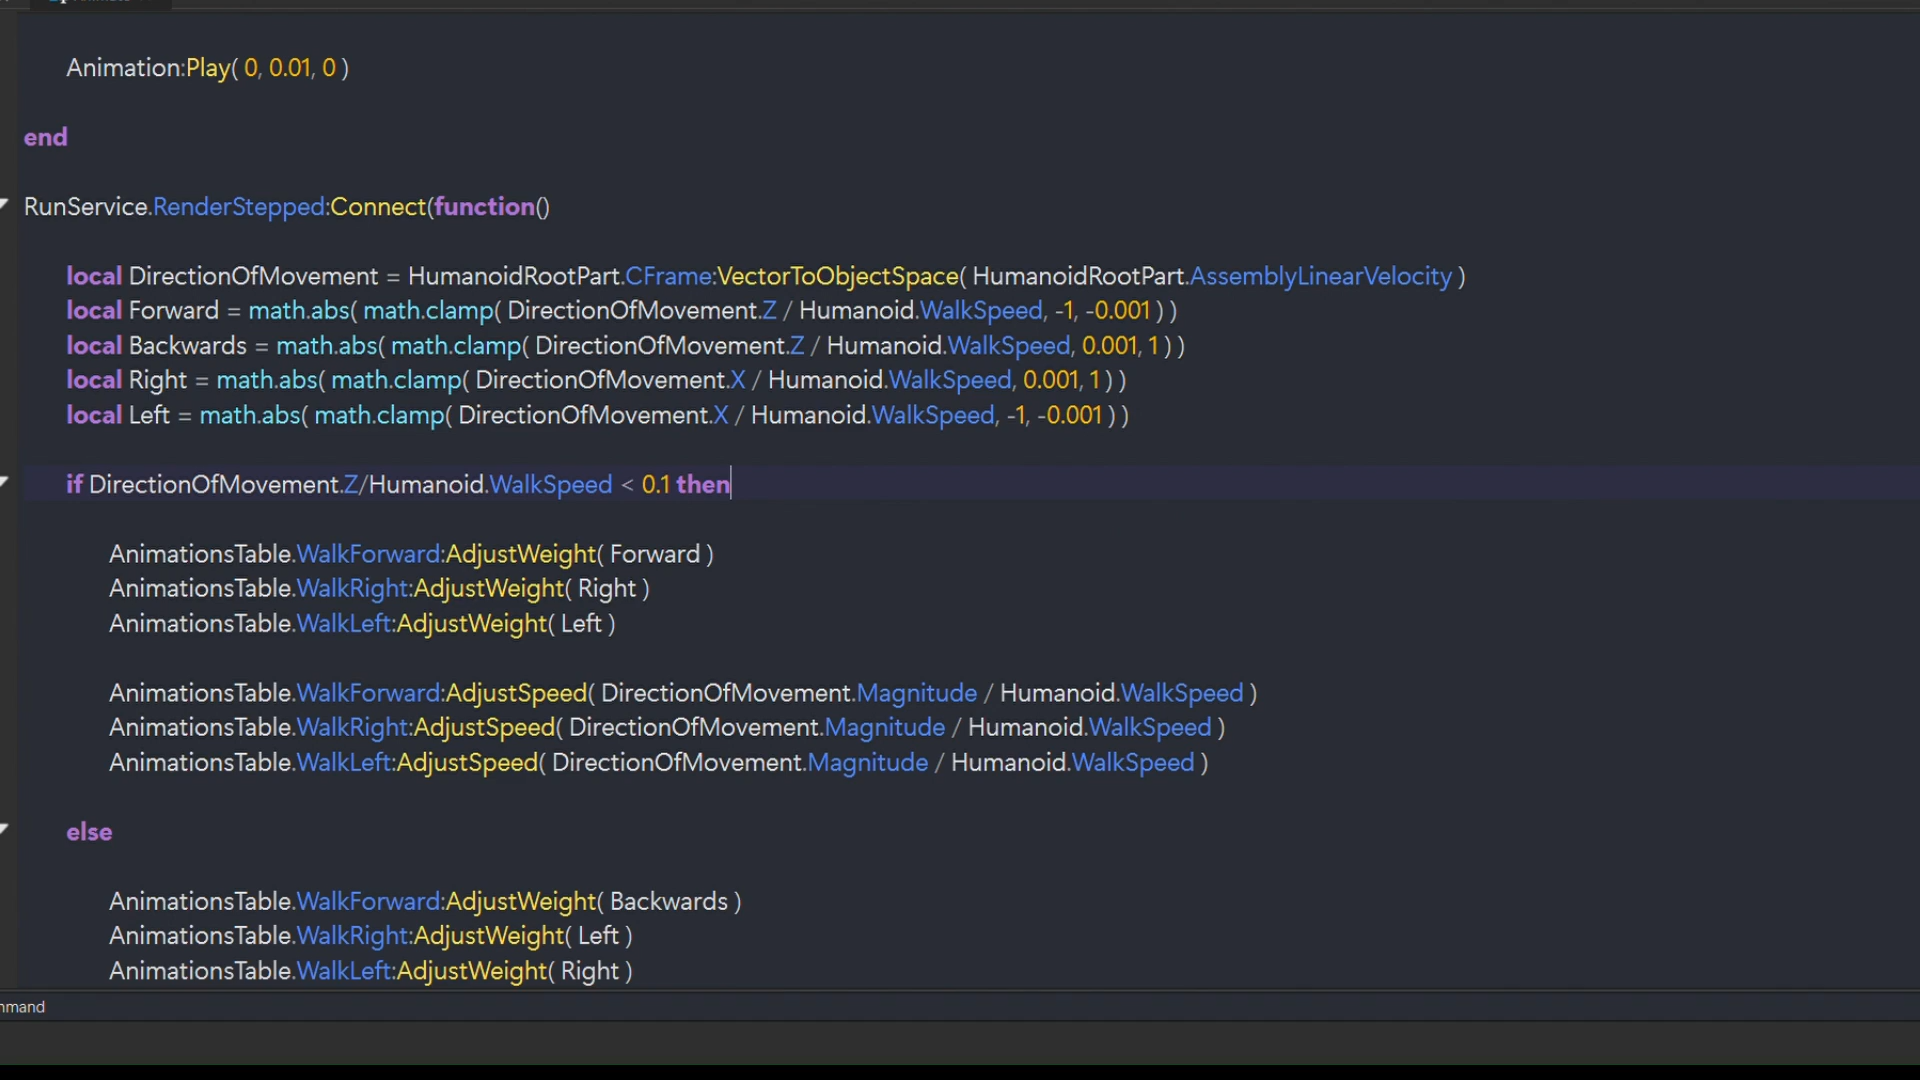 Animation:Play( 0, 0.01, 0 )
end
RunService.RenderStepped:Connect(function()
local DirectionOfMovement = HumanoidRootPart.CFrame:VectorToObjectSpace( HumanoidRootPart.AssemblyLinearVelocity )
local Forward = math.abs( math.clamp( DirectionOfMovement.Z / Humanoid.WalkSpeed, -1, -0.001 ) )
local Backwards = math.abs( math.clamp( DirectionOfMovement.Z / Humanoid.WalkSpeed, 0.001, 1 ) )
local Right = math.abs( math.clamp( DirectionOfMovement.X / Humanoid.WalkSpeed, 0.001, 1 ) )
local Left = math.abs( math.clamp( DirectionOfMovement.X / Humanoid.WalkSpeed, -1, -0.001 ) )
if DirectionOfMovement.Z/Humanoid.WalkSpeed < 0.1 then
AnimationsTable.WalkForward:AdjustWeight( Forward )
AnimationsTable.WalkRight:AdjustWeight( Right )
AnimationsTable.WalkLeft:AdjustWeight( Left )
AnimationsTable.WalkForward:AdjustSpeed( DirectionOfMovement.Magnitude / Humanoid.WalkSpeed )
AnimationsTable.WalkRight:AdjustSpeed( DirectionOfMovement.Magnitude / Humanoid.WalkSpeed )
AnimationsTable.WalkLeft:AdjustSpeed( DirectionOfMovement.Magnitude / Humanoid.WalkSpeed )
else
AnimationsTable.WalkForward:AdjustWeight( Backwards )
AnimationsTable.WalkRight:AdjustWeight( Left )
AnimationsTable.WalkLeft:AdjustWeight( Right )
mmand